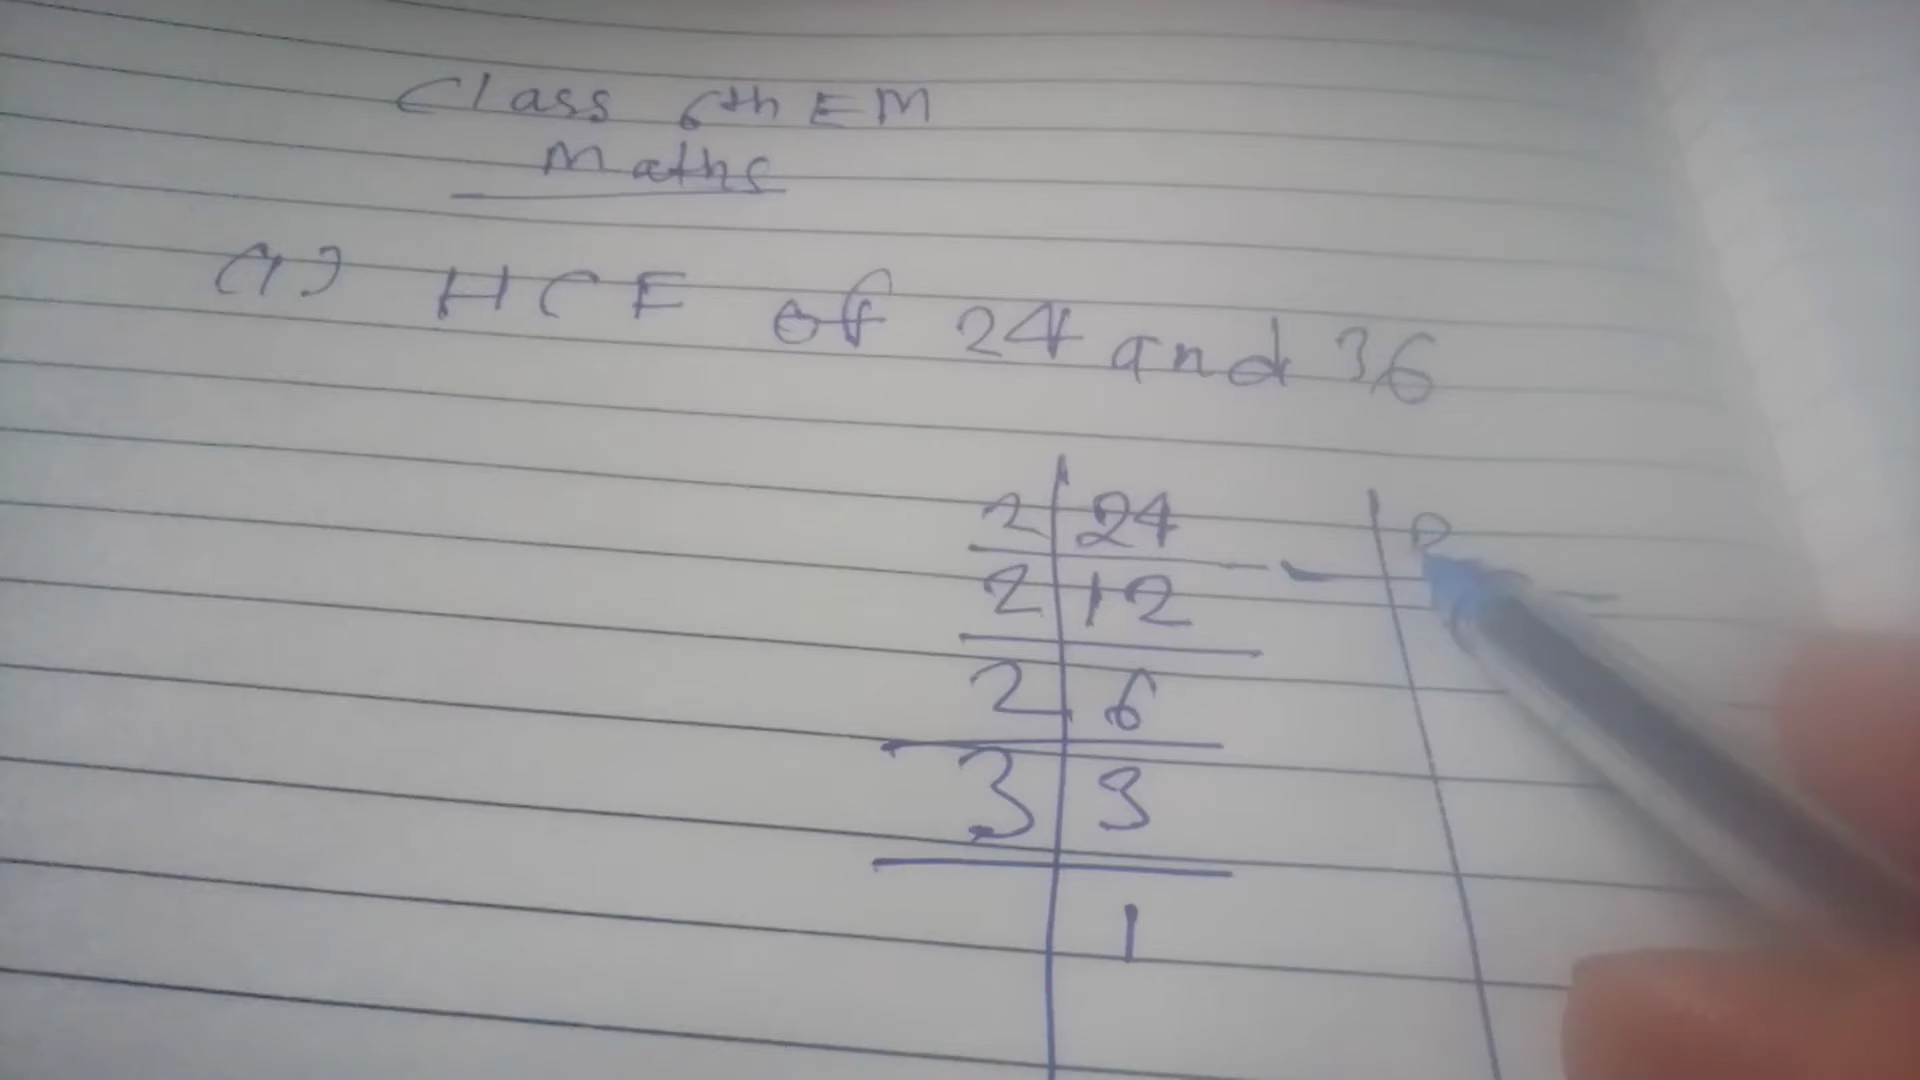 Class 6th EM
Maths
(1) HCF of 24 and 36
2 24
2 12
2 6
3 3
1